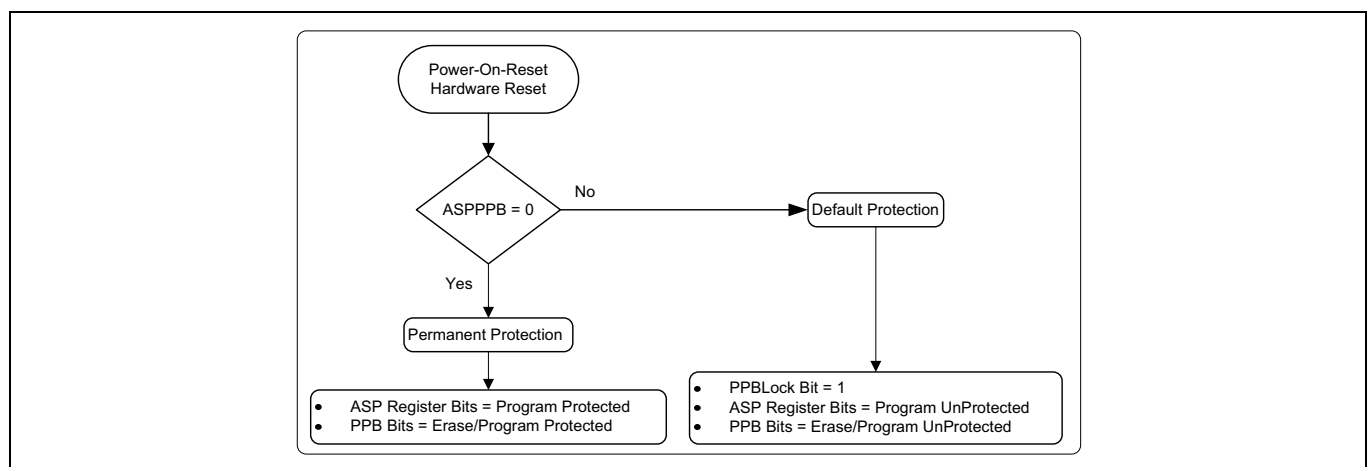 Power-On-Reset
Hardware Reset
ASPPPB = 0
No
Default Protection
Yes
Permanent Protection
• ASP Register Bits = Program Protected
• PPB Bits = Erase/Program Protected
• PPBLock Bit = 1
• ASP Register Bits = Program UnProtected
• PPB Bits = Erase/Program UnProtected